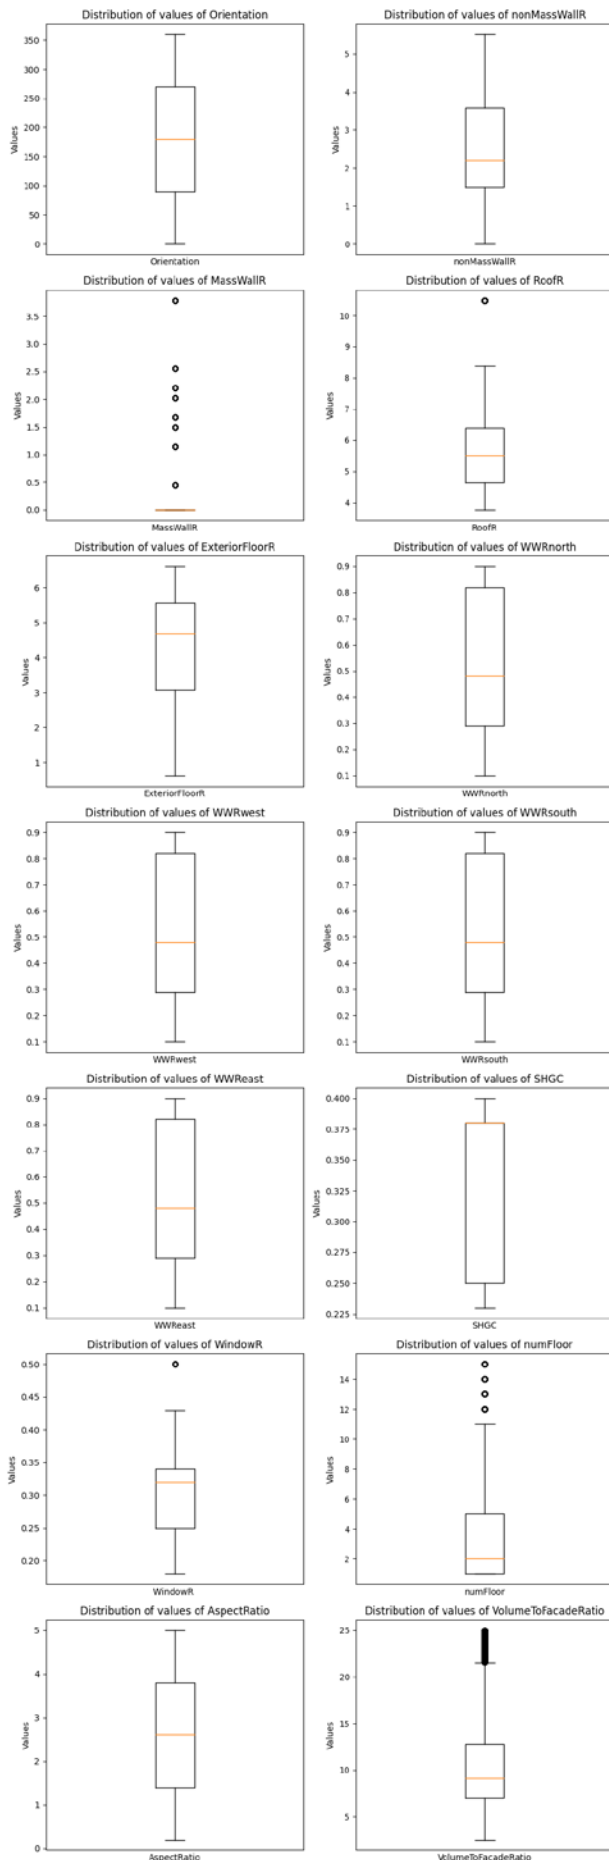 Distribution of values of Orientation
350
300
250
200
150
100
50
0
Values
Orientation
Distribution of values of nonMassWallR
5
4
3
2
1
0
Values
nonMassWallR
Distribution of values of MassWallR
3.5
3.0
2.5
2.0
1.5
1.0
0.5
0.0
Values
MassWallR
Distribution of values of RoofR
10
9
8
7
6
5
4
Values
RoofR
Distribution of values of ExteriorFloorR
6
5
4
3
2
1
Values
ExteriorFloorR
Distribution of values of WWRnorth
0.9
0.8
0.7
0.6
0.5
0.4
0.3
0.2
0.1
Values
WWRnorth
Distribution of values of WWRwest
0.9
0.8
0.7
0.6
0.5
0.4
0.3
0.2
0.1
Values
WWRwest
Distribution of values of WWRsouth
0.9
0.8
0.7
0.6
0.5
0.4
0.3
0.2
0.1
Values
WWRsouth
Distribution of values of WWReast
0.9
0.8
0.7
0.6
0.5
0.4
0.3
0.2
0.1
Values
WWReast
Distribution of values of SHGC
0.400
0.375
0.350
0.325
0.300
0.275
0.250
0.225
Values
SHGC
Distribution of values of WindowR
0.50
0.45
0.40
0.35
0.30
0.25
0.20
Values
WindowR
Distribution of values of numFloor
14
12
10
8
6
4
2
Values
numFloor
Distribution of values of AspectRatio
5
4
3
2
1
0
Values
AspectRatio
Distribution of values of VolumeToFacadeRatio
25
20
15
10
5
Values
VolumeToFacadeRatio